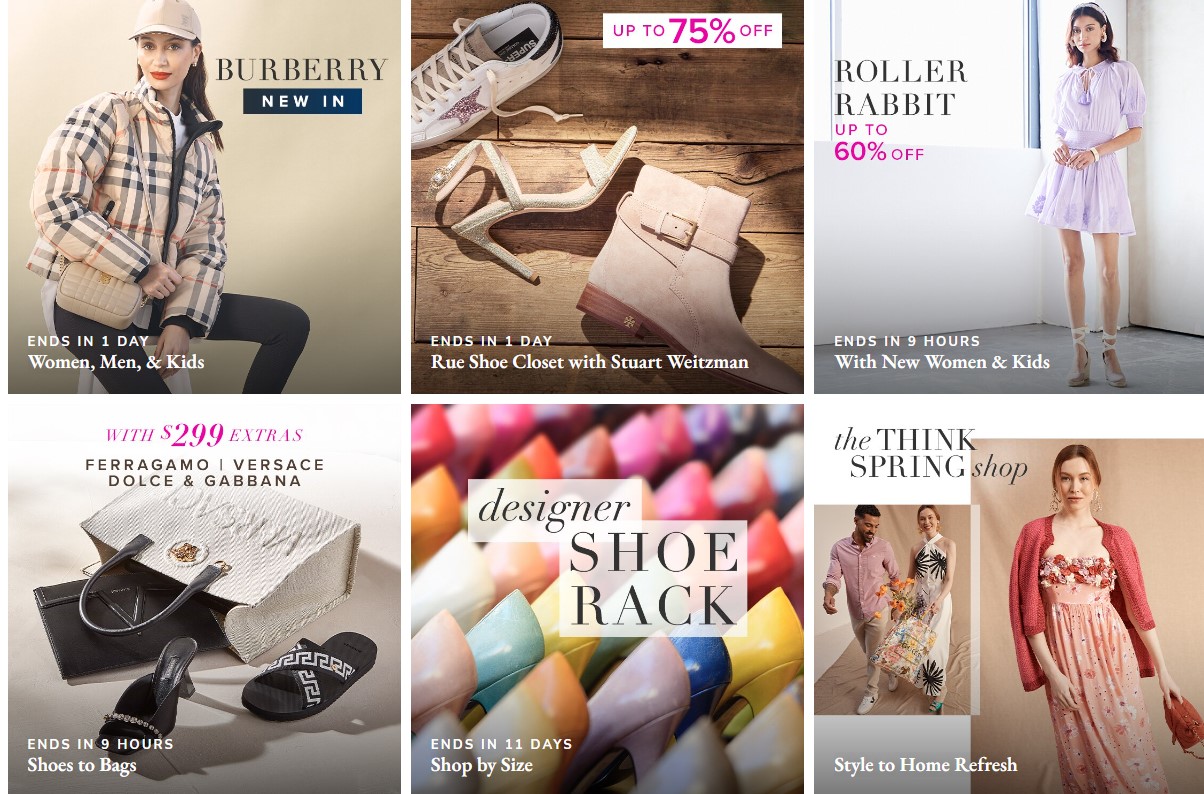 BURBERRY
NEW IN
ENDS IN 1 DAY
Women, Men, & Kids
UP TO 75% OFF
SUPER
ENDS IN 1 DAY
Rue Shoe Closet with Stuart Weitzman
ROLLER
RABBIT
UP TO
60% OFF
ENDS IN 9 HOURS
With New Women & Kids
WITH $299 EXTRAS
FERRAGAMO | VERSACE
DOLCE & GABBANA
ENDS IN 9 HOURS
Shoes to Bags
designer
SHOE
RACK
ENDS IN 11 DAYS
Shop by Size
the THINK
SPRING shop
Style to Home Refresh